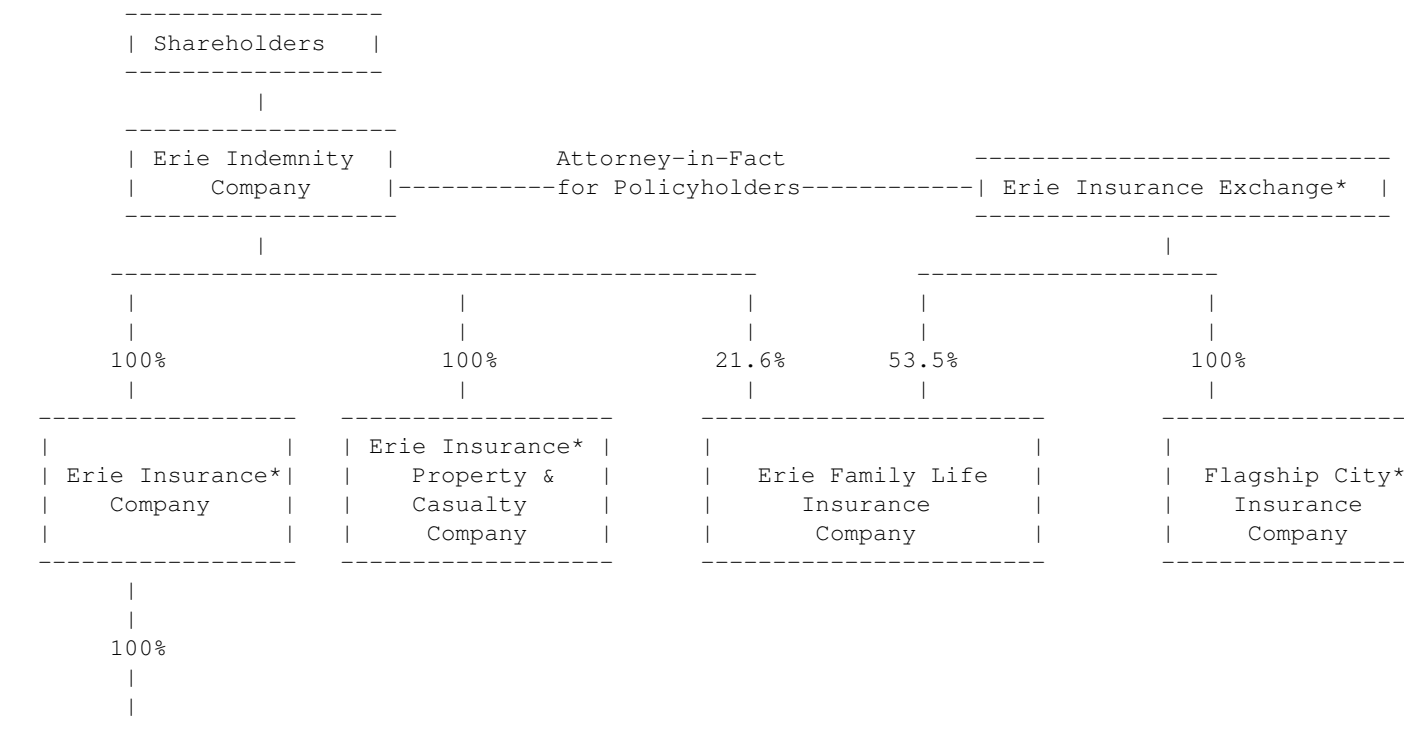 Shareholders
Erie Indemnity Attorney-in-Fact
Company for Policyholders Erie Insurance Exchange*
100% 100% 21.6% 53.5% 100%
Erie Insurance*
Erie Insurance* Property & Erie Family Life Flagship City*
Company Casualty Insurance Insurance
Company Company Company
100%